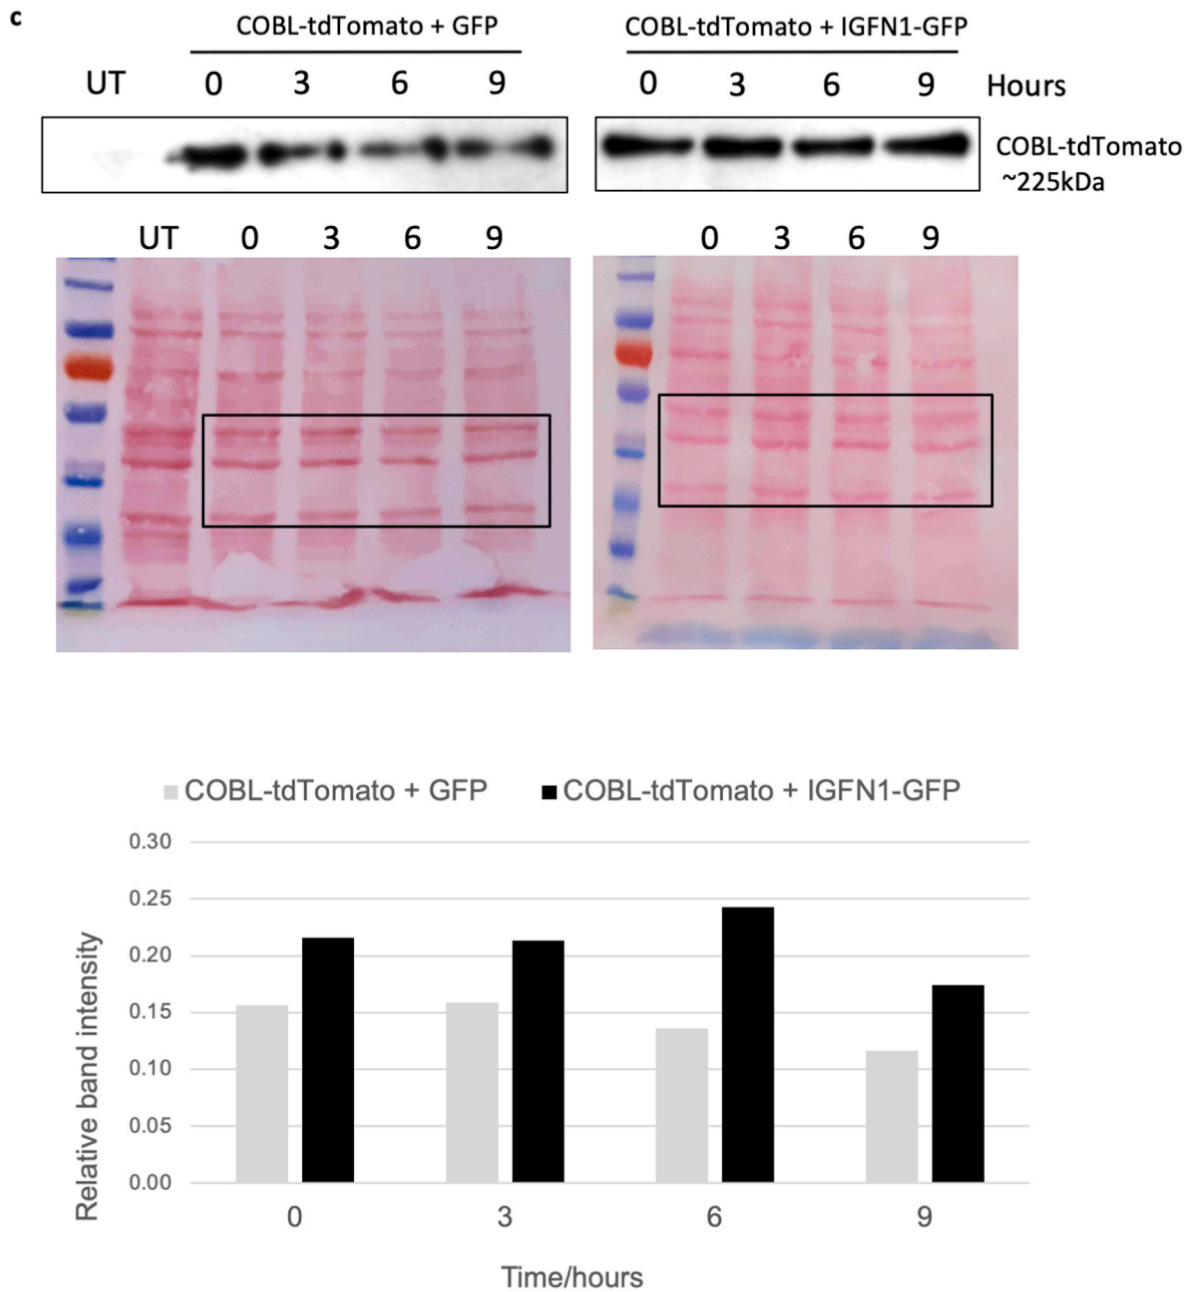 c
COBL-tdTomato + GFP COBL-tdTomato + IGFN1-GFP
UT 0 3 6 9 0 3 6 9 Hours
COBL-tdTomato
~225kDa
UT 0 3 6 9 0 3 6 9
COBL-tdTomato + GFP COBL-tdTomato + IGFN1-GFP
0.30
0.25
0.20
0.15
0.10
0.05
0.00
Relative band intensity
0 3 6 9
Time/hours